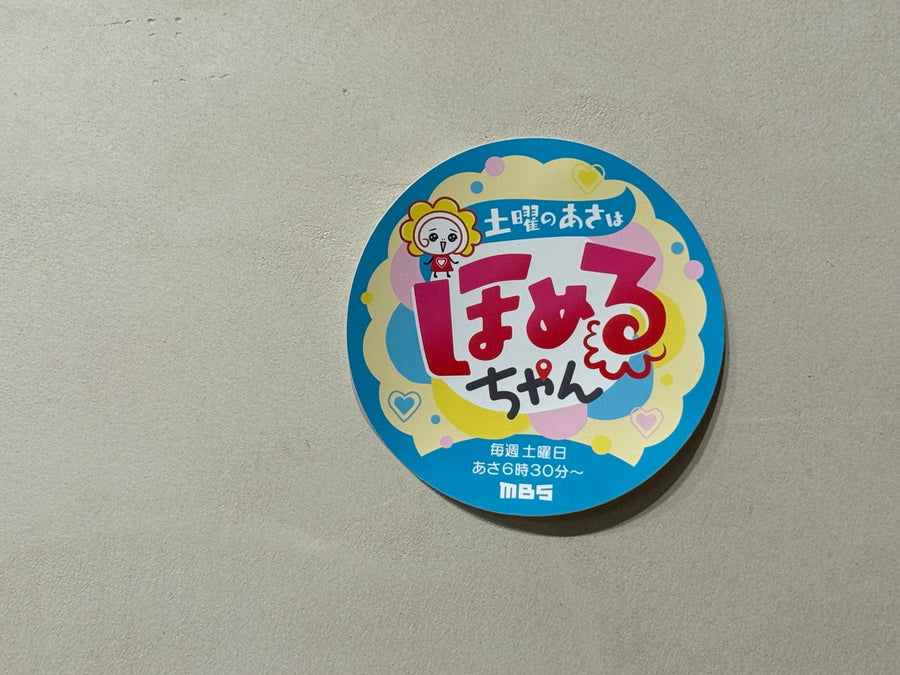 土曜のあさは
ほめる
ちゃん
毎週 土曜日
あさ6時30分〜
MBS